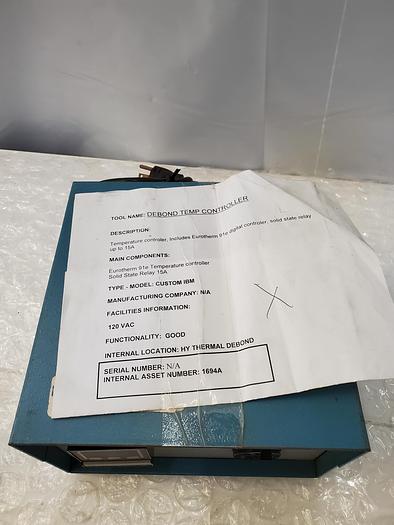 TOOL NAME: DEBOND TEMP CONTROLLER
DESCRIPTION:
Temperature controller, Includes Eurotherm 91e digital controller, solid state relay
up to 15A
MAIN COMPONENTS:
Eurotherm 91e Temperature controller
Solid State Relay 15A
TYPE - MODEL: CUSTOM IBM
MANUFACTURING COMPANY: N/A
FACILITIES INFORMATION:
120 VAC
FUNCTIONALITY: GOOD
INTERNAL LOCATION: HY THERMAL DEBOND
SERIAL NUMBER: N/A
INTERNAL ASSET NUMBER: 1694A